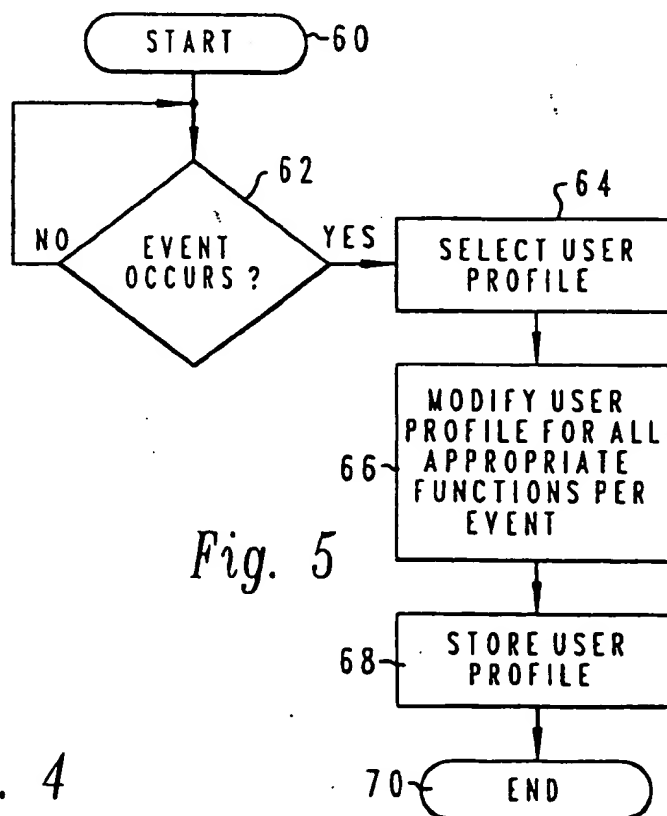 START
60
62
NO
EVENT
OCCURS ?
YES
64
SELECT USER
PROFILE
66
MODIFY USER
PROFILE FOR ALL
APPROPRIATE
FUNCTIONS PER
EVENT
Fig. 5
68
STORE USER
PROFILE
. 4
70
END